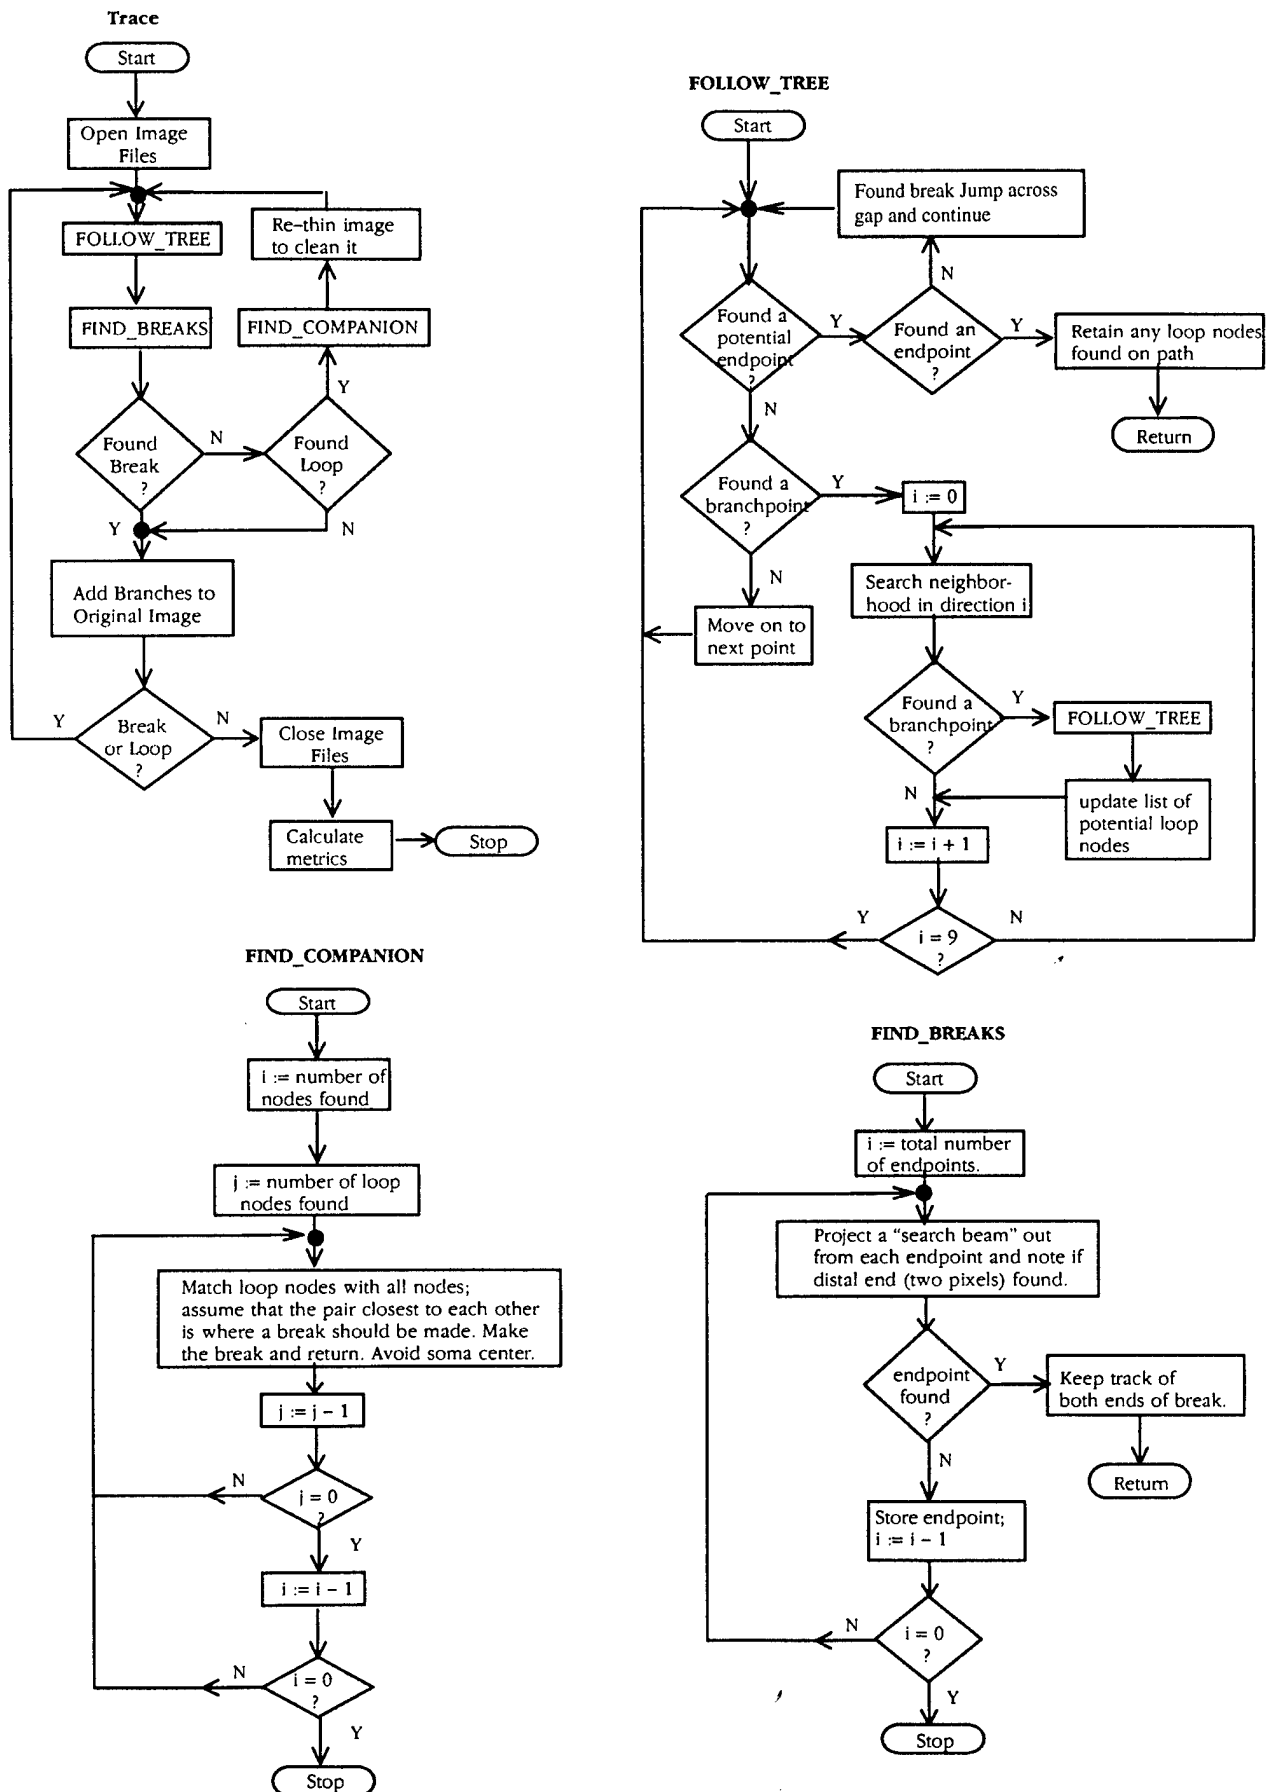 Trace
Start
Open Image
Files
FOLLOW_TREE
Re-thin image
to clean it
FIND_BREAKS
FIND_COMPANION
Y
Found
Break
?
N
Found
Loop
?
Y
N
Add Branches to
Original Image
Y
Break
or Loop
?
N
Close Image
Files
Calculate
metrics
Stop
FOLLOW_TREE
Start
Found break Jump across
gap and continue
N
Found a
potential
endpoint
?
Y
Found an
endpoint
?
Y
Retain any loop nodes
found on path
Return
N
Found a
branchpoint
?
Y
i := 0
N
Search neighbor-
hood in direction i
Move on to
next point
Found a
branchpoint
?
Y
FOLLOW_TREE
N
update list of
potential loop
nodes
i := i + 1
Y
i = 9
?
N
FIND_COMPANION
Start
i := number of
nodes found
j := number of loop
nodes found
Match loop nodes with all nodes;
assume that the pair closest to each other
is where a break should be made. Make
the break and return. Avoid soma center.
j := j – 1
N
j = 0
?
Y
i := i – 1
N
i = 0
?
Y
Stop
FIND_BREAKS
Start
i := total number
of endpoints.
Project a “search beam” out
from each endpoint and note if
distal end (two pixels) found.
endpoint
found
?
Y
Keep track of
both ends of break.
Return
N
Store endpoint;
i := i – 1
N
i = 0
?
Y
Stop